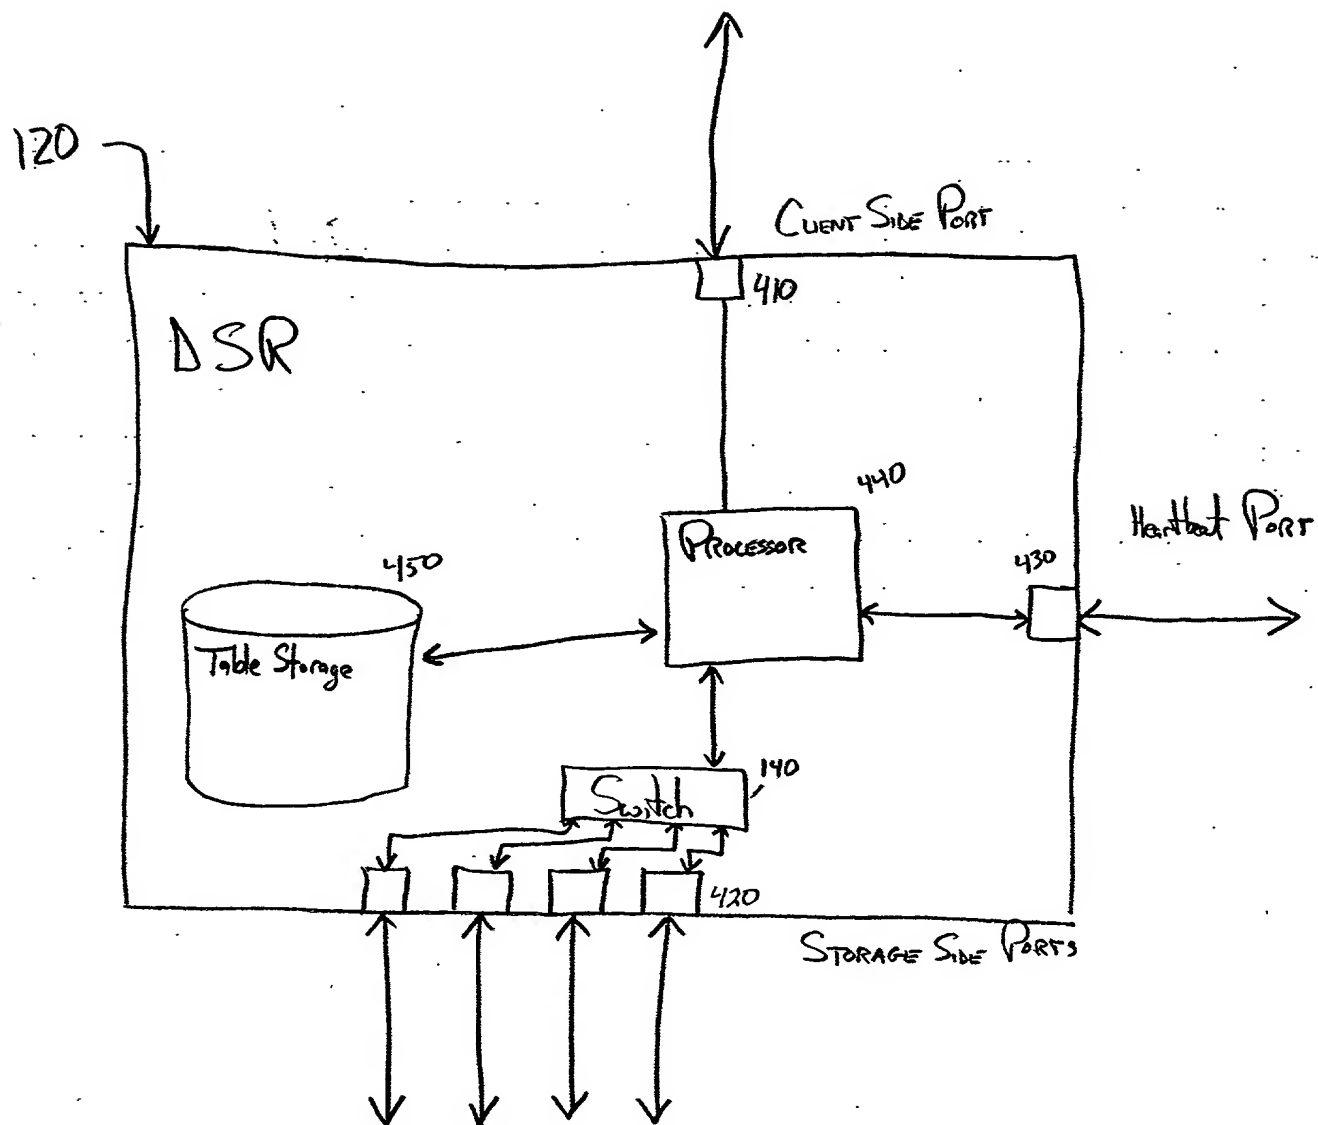 120
CLIENT SIDE PORT
410
DSR
440
PROCESSOR
Heartbeat PORT
430
450
Table Storage
140
Switch
420
STORAGE SIDE PORTS